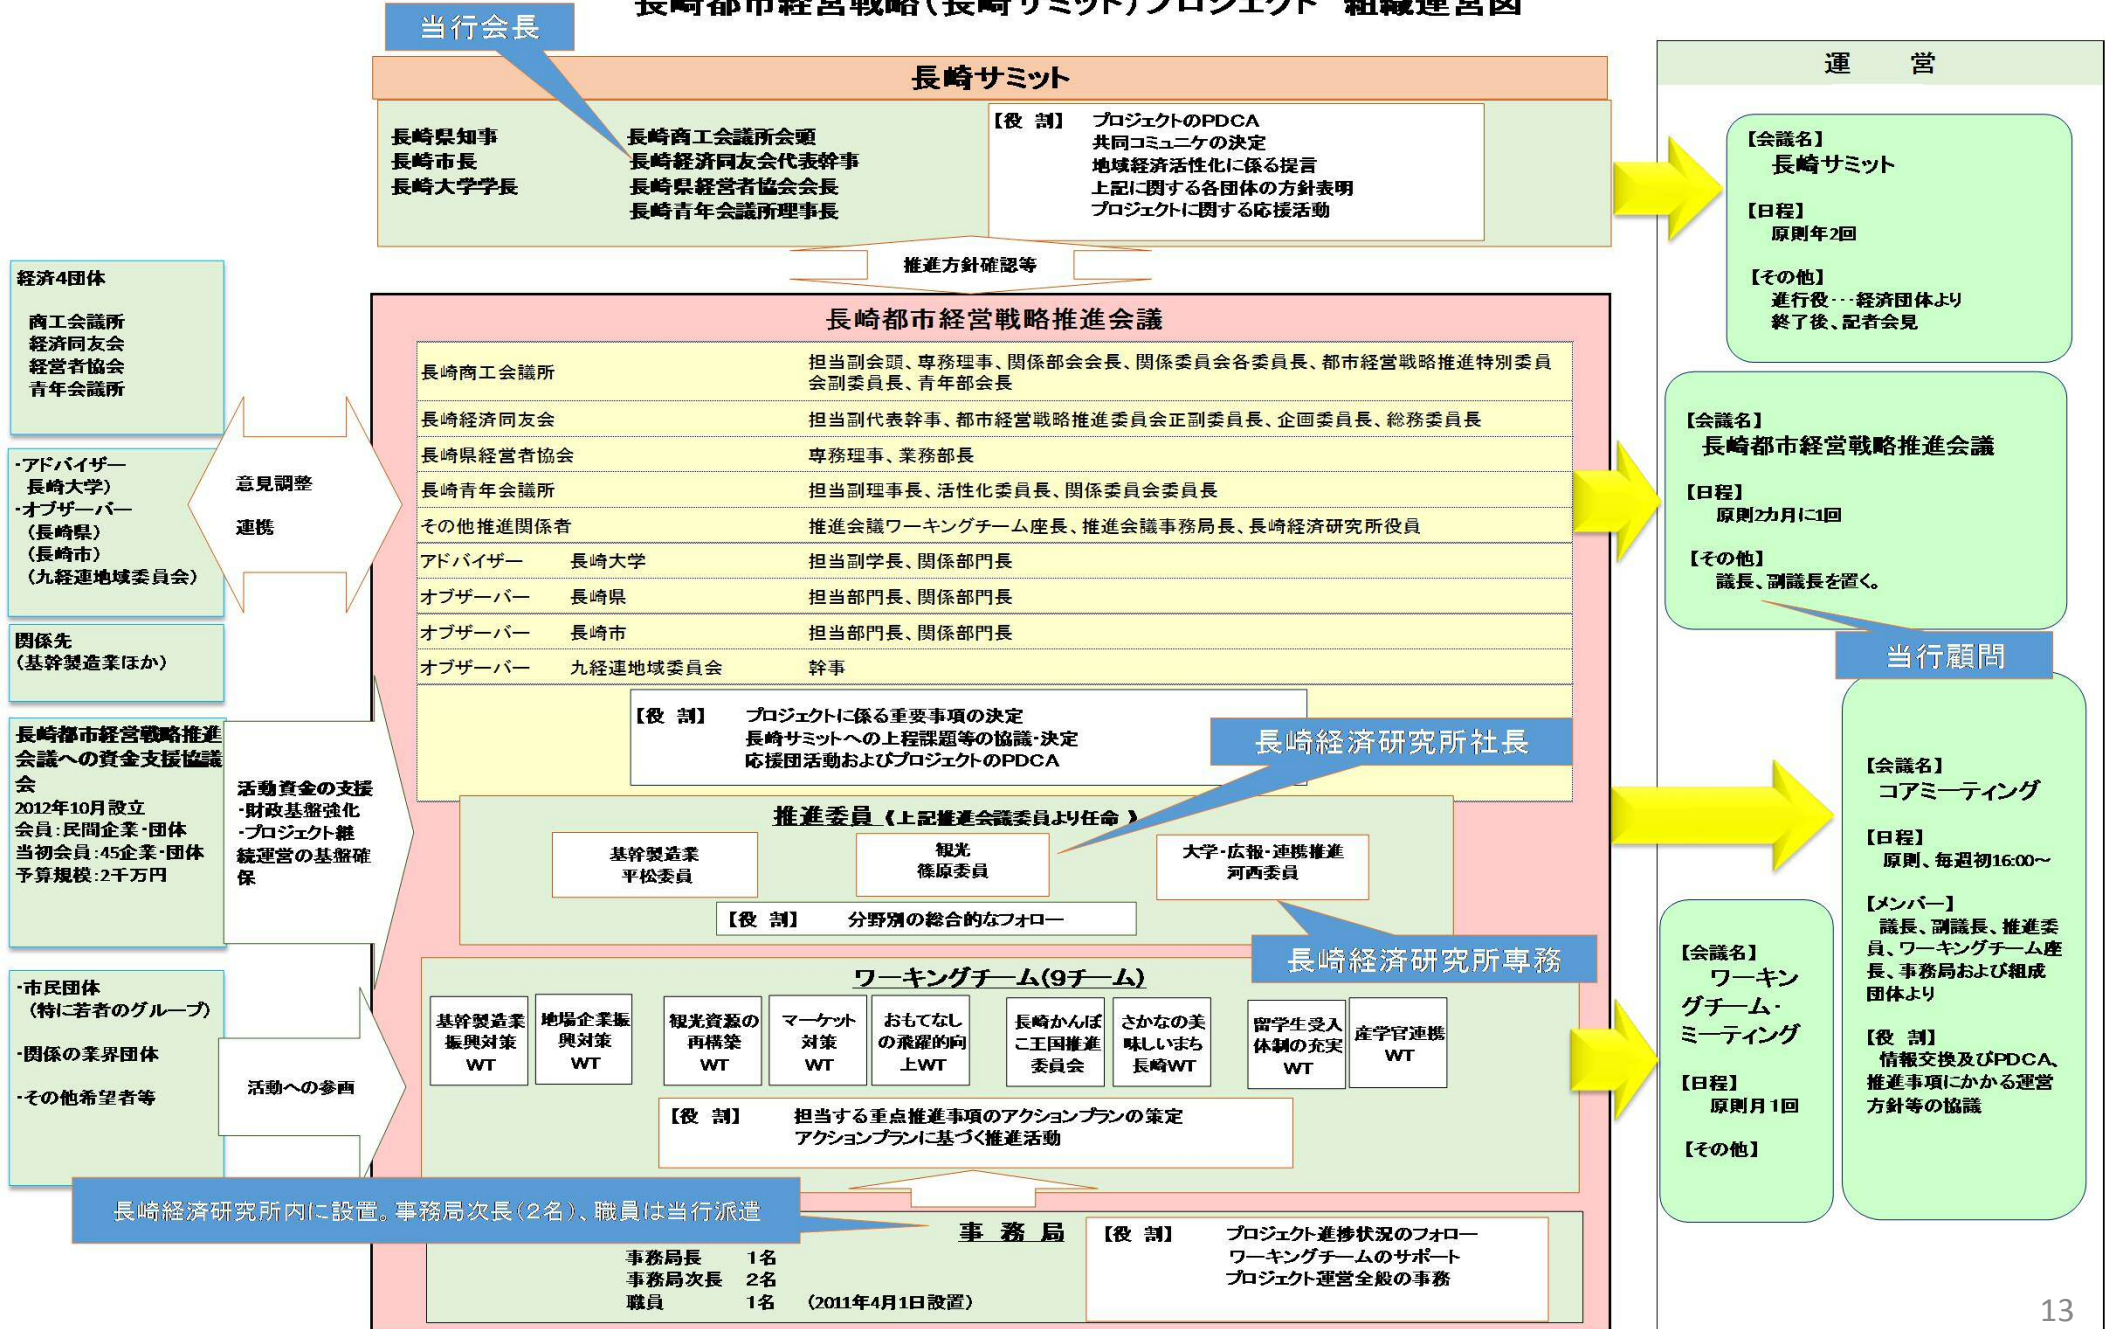 長崎都市経営戦略（長崎サミット）プロジェクト 組織運営図
当行会長
長崎サミット
長崎県知事
長崎市長
長崎大学学長
長崎商工会議所会頭
長崎経済同友会代表幹事
長崎県経営者協会会長
長崎青年会議所理事長
【役 割】 プロジェクトのPDCA
共同コミュニケの決定
地域経済活性化に係る提言
上記に関する各団体の方針表明
プロジェクトに関する応援活動
推進方針確認等
経済4団体
商工会議所
経済同友会
経営者協会
青年会議所
・アドバイザー
長崎大学）
・オブザーバー
（長崎県）
（長崎市）
（九経連地域委員会）
関係先
（基幹製造業ほか）
意見調整
連携
長崎都市経営戦略推進会議への資金支援協議会
2012年10月設立
会員：民間企業・団体
当初会員：45企業・団体
予算規模：2千万円
活動資金の支援
・財政基盤強化
・プロジェクト継
続運営の基盤確
保
・市民団体
（特に若者のグループ）
・関係の業界団体
・その他希望者等
活動への参画
長崎都市経営戦略推進会議
長崎商工会議所 担当副会頭、専務理事、関係部会会長、関係委員会各委員長、都市経営戦略推進特別委員
会副委員長、青年部会長
長崎経済同友会 担当副代表幹事、都市経営戦略推進委員会正副委員長、企画委員長、総務委員長
長崎県経営者協会 専務理事、業務部長
長崎青年会議所 担当副理事長、活性化委員長、関係委員会委員長
その他推進関係者 推進会議ワーキングチーム座長、推進会議事務局長、長崎経済研究所役員
アドバイザー 長崎大学 担当副学長、関係部門長
オブザーバー 長崎県 担当部門長、関係部門長
オブザーバー 長崎市 担当部門長、関係部門長
オブザーバー 九経連地域委員会 幹事
【役 割】 プロジェクトに係る重要事項の決定
長崎サミットへの上程課題等の協議・決定
応援団活動およびプロジェクトのPDCA
長崎経済研究所社長
推進委員《上記推進会議委員より任命 》
基幹製造業
平松委員
観光
篠原委員
大学・広報・連携推進
河西委員
【役 割】 分野別の総合的なフォロー
長崎経済研究所専務
ワーキングチーム(9チーム)
基幹製造業
振興対策
WT
地場企業振
興対策
WT
観光資源の
再構築
WT
マーケット
対策
WT
おもてなし
の飛躍的向
上WT
長崎かんぼ
こ王国推進
委員会
さかなの美
味しいまち
長崎WT
留学生受入
体制の充実
WT
産学官連携
WT
【役 割】 担当する重点推進事項のアクションプランの策定
アクションプランに基づく推進活動
長崎経済研究所内に設置。事務局次長（2名）、職員は当行派遣
事 務 局
事務局長 1名
事務局次長 2名
職員 1名 （2011年4月1日設置）
【役 割】 プロジェクト進捗状況のフォロー
ワーキングチームのサポート
プロジェクト運営全般の事務
運 営
【会議名】
長崎サミット
【日程】
原則年2回
【その他】
進行役･･･経済団体より
終了後、記者会見
【会議名】
長崎都市経営戦略推進会議
【日程】
原則2カ月に1回
【その他】
議長、副議長を置く。
当行顧問
【会議名】
コアミーティング
【日程】
原則、毎週初16:00～
【メンバー】
議長、副議長、推進委
員、ワーキングチーム座
長、事務局および組成
団体より
【役 割】
情報交換及びPDCA、
推進事項にかかる運営
方針等の協議
【会議名】
ワーキン
グチーム・
ミーティング
【日程】
原則月1回
【その他】
13